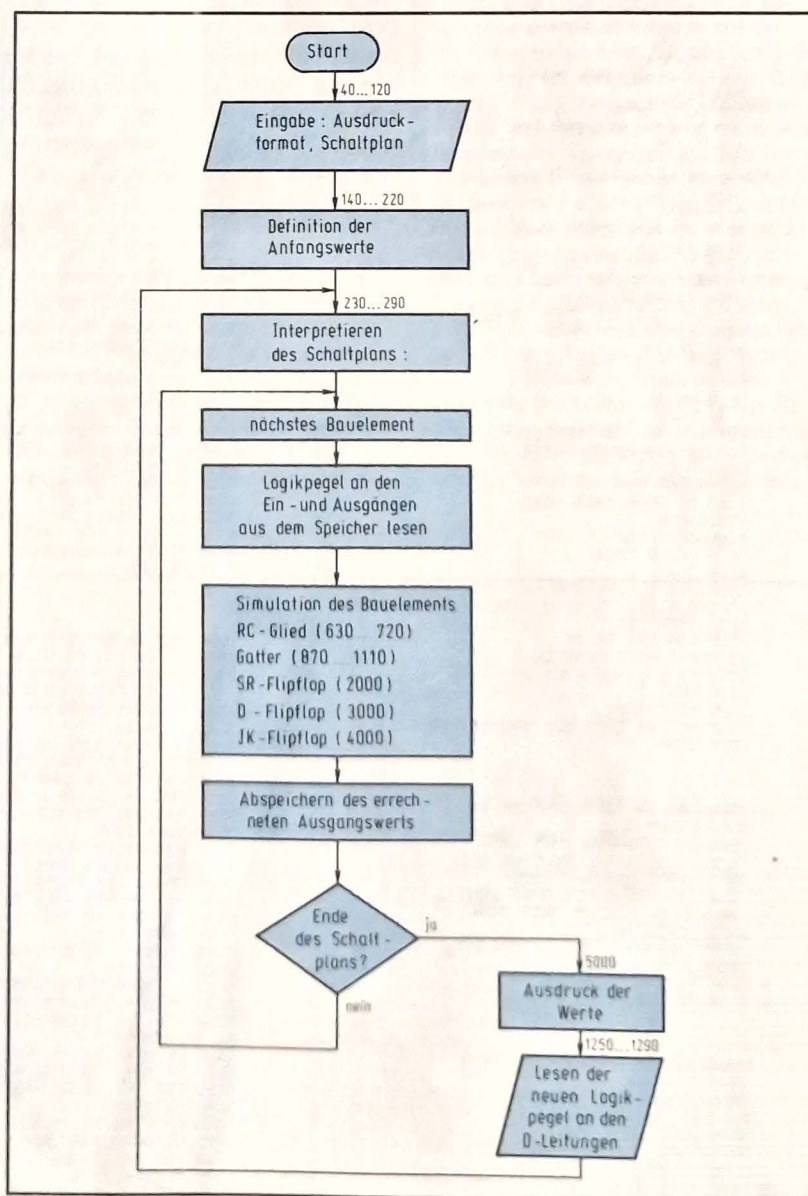 Start
40...120
Eingabe : Ausdruck-
format, Schaltplan
140...220
Definition der
Anfangswerte
230...290
Interpretieren
des Schaltplans :
nächstes Bauelement
Logikpegel an den
Ein - und Ausgängen
aus dem Speicher lesen
Simulation des Bauelements
RC - Glied ( 630 ... 720 )
Gatter ( 870 ... 1110 )
SR - Flipflop ( 2000 )
D - Flipflop ( 3000 )
JK - Flipflop ( 4000 )
Abspeichern des errech -
neten Ausgangswerts
Ende
des Schalt -
plans?
ja
nein
5000
Ausdruck der
Werte
1250...1290
Lesen der
neuen Logik-
pegel an den
D-Leitungen